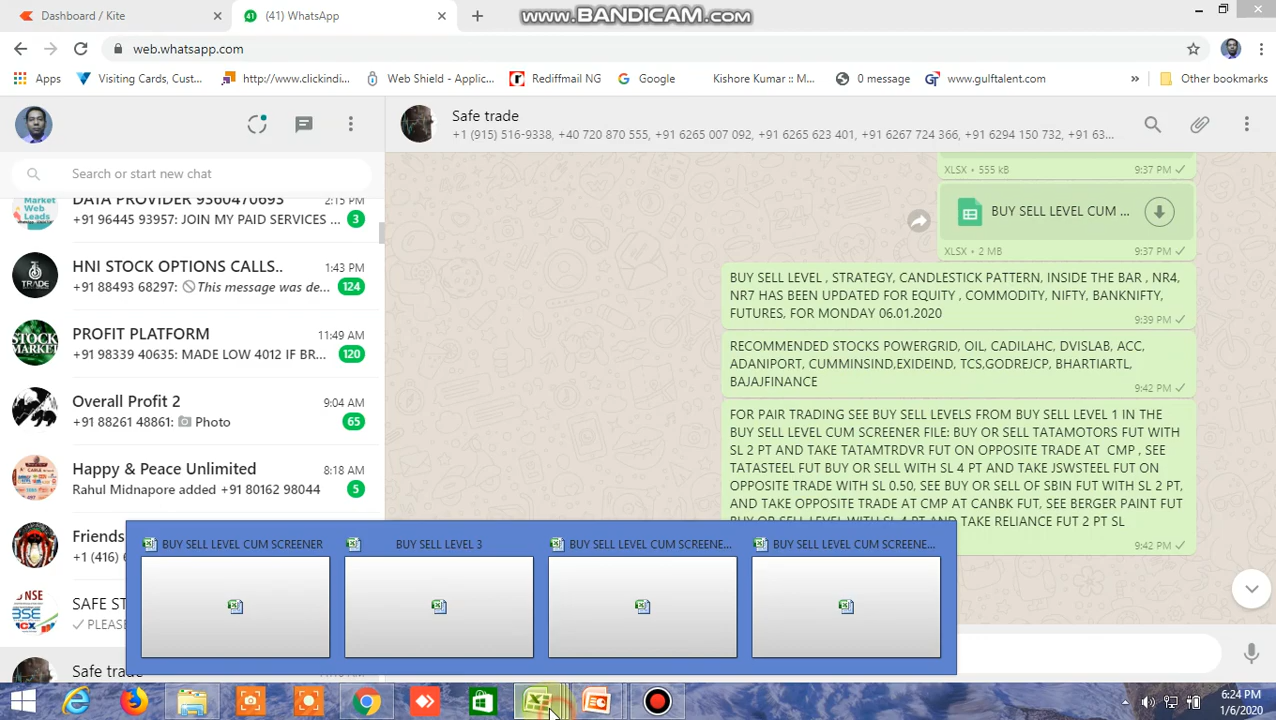 Dashboard / Kite
(41) WhatsApp
www.BANDICAM.com
web.whatsapp.com
Apps
Visiting Cards, Cust...
http://www.clickindi...
Web Shield - Applic...
Rediffmail NG
Google
Kishore Kumar :: M...
0 message
www.gulftalent.com
»
Other bookmarks
Safe trade
+1 (915) 516-9338, +40 720 870 555, +91 6265 007 092, +91 6265 623 401, +91 6267 724 366, +91 6294 150 732, +91 63...
Search or start new chat
DATA PROVIDER 9360470693
2:15 PM
+91 96445 93957: JOIN MY PAID SERVICES ...
3
HNI STOCK OPTIONS CALLS..
1:43 PM
+91 88493 68297: This message was de...
124
PROFIT PLATFORM
11:49 AM
+91 98339 40635: MADE LOW 4012 IF BR...
120
Overall Profit 2
9:04 AM
+91 88261 48861: Photo
65
Happy & Peace Unlimited
8:18 AM
Rahul Midnapore added +91 80162 98044
5
Friends
+1 (416) 6
SAFE ST
PLEASE
Safe trad
XLSX • 555 kB
9:37 PM
BUY SELL LEVEL CUM ...
XLSX • 2 MB
9:37 PM
BUY SELL LEVEL , STRATEGY, CANDLESTICK PATTERN, INSIDE THE BAR , NR4,
NR7 HAS BEEN UPDATED FOR EQUITY , COMMODITY, NIFTY, BANKNIFTY,
FUTURES, FOR MONDAY 06.01.2020
9:39 PM
RECOMMENDED STOCKS POWERGRID, OIL, CADILAHC, DVISLAB, ACC,
ADANIPORT, CUMMINSIND,EXIDEIND, TCS,GODREJCP, BHARTIARTL,
BAJAJFINANCE
9:42 PM
FOR PAIR TRADING SEE BUY SELL LEVELS FROM BUY SELL LEVEL 1 IN THE
BUY SELL LEVEL CUM SCREENER FILE: BUY OR SELL TATAMOTORS FUT WITH
SL 2 PT AND TAKE TATAMTRDVR FUT ON OPPOSITE TRADE AT CMP , SEE
TATASTEEL FUT BUY OR SELL WITH SL 4 PT AND TAKE JSWSTEEL FUT ON
OPPOSITE TRADE WITH SL 0.50, SEE BUY OR SELL OF SBIN FUT WITH SL 2 PT,
AND TAKE OPPOSITE TRADE AT CMP AT CANBK FUT, SEE BERGER PAINT FUT
BUY OR SELL LEVEL WITH SL 4 PT AND TAKE RELIANCE FUT 2 PT SL
9:42 PM
BUY SELL LEVEL CUM SCREENER
BUY SELL LEVEL 3
BUY SELL LEVEL CUM SCREENE...
BUY SELL LEVEL CUM SCREENE...
6:24 PM
1/6/2020